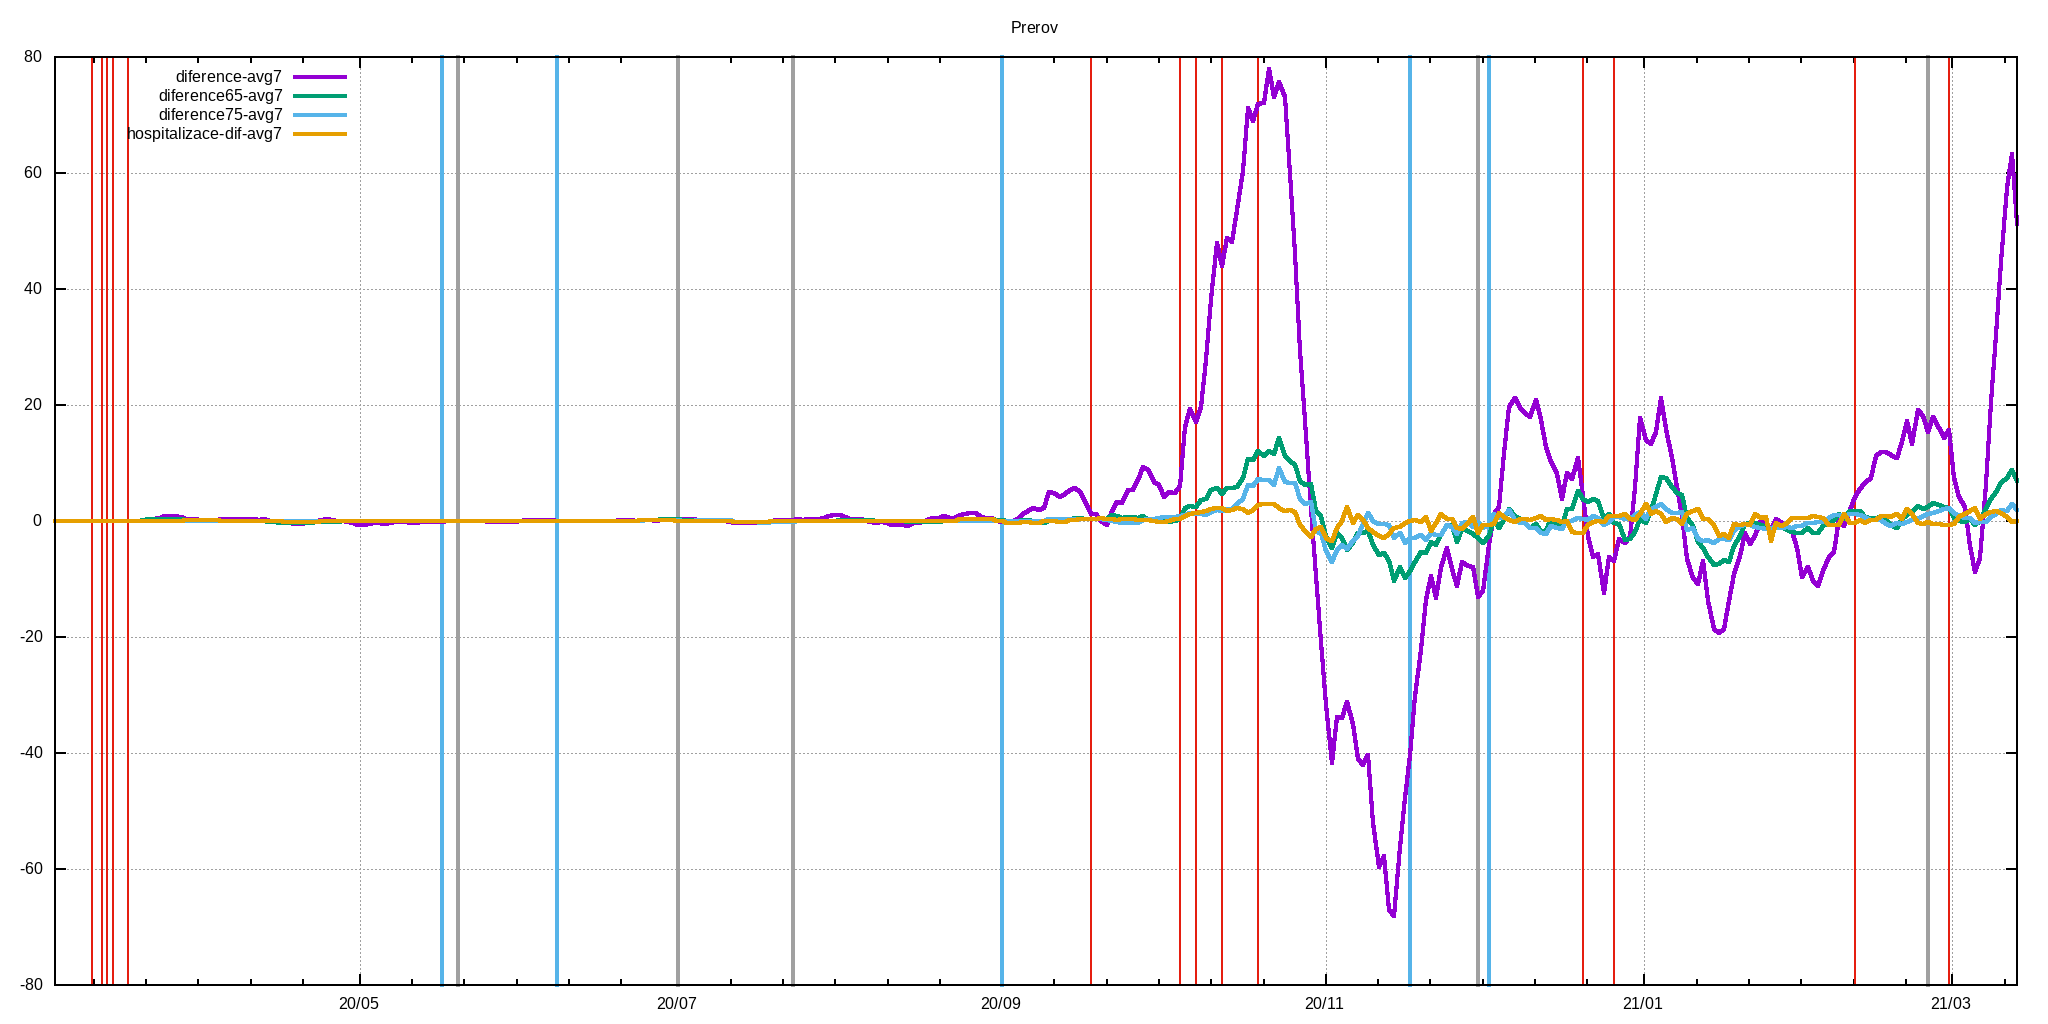 Prerov
diference-avg7
diference65-avg7
diference75-avg7
hospitalizace-dif-avg7
80
60
40
20
0
-20
-40
-60
-80
20/05 20/07 20/09 20/11 21/01 21/03